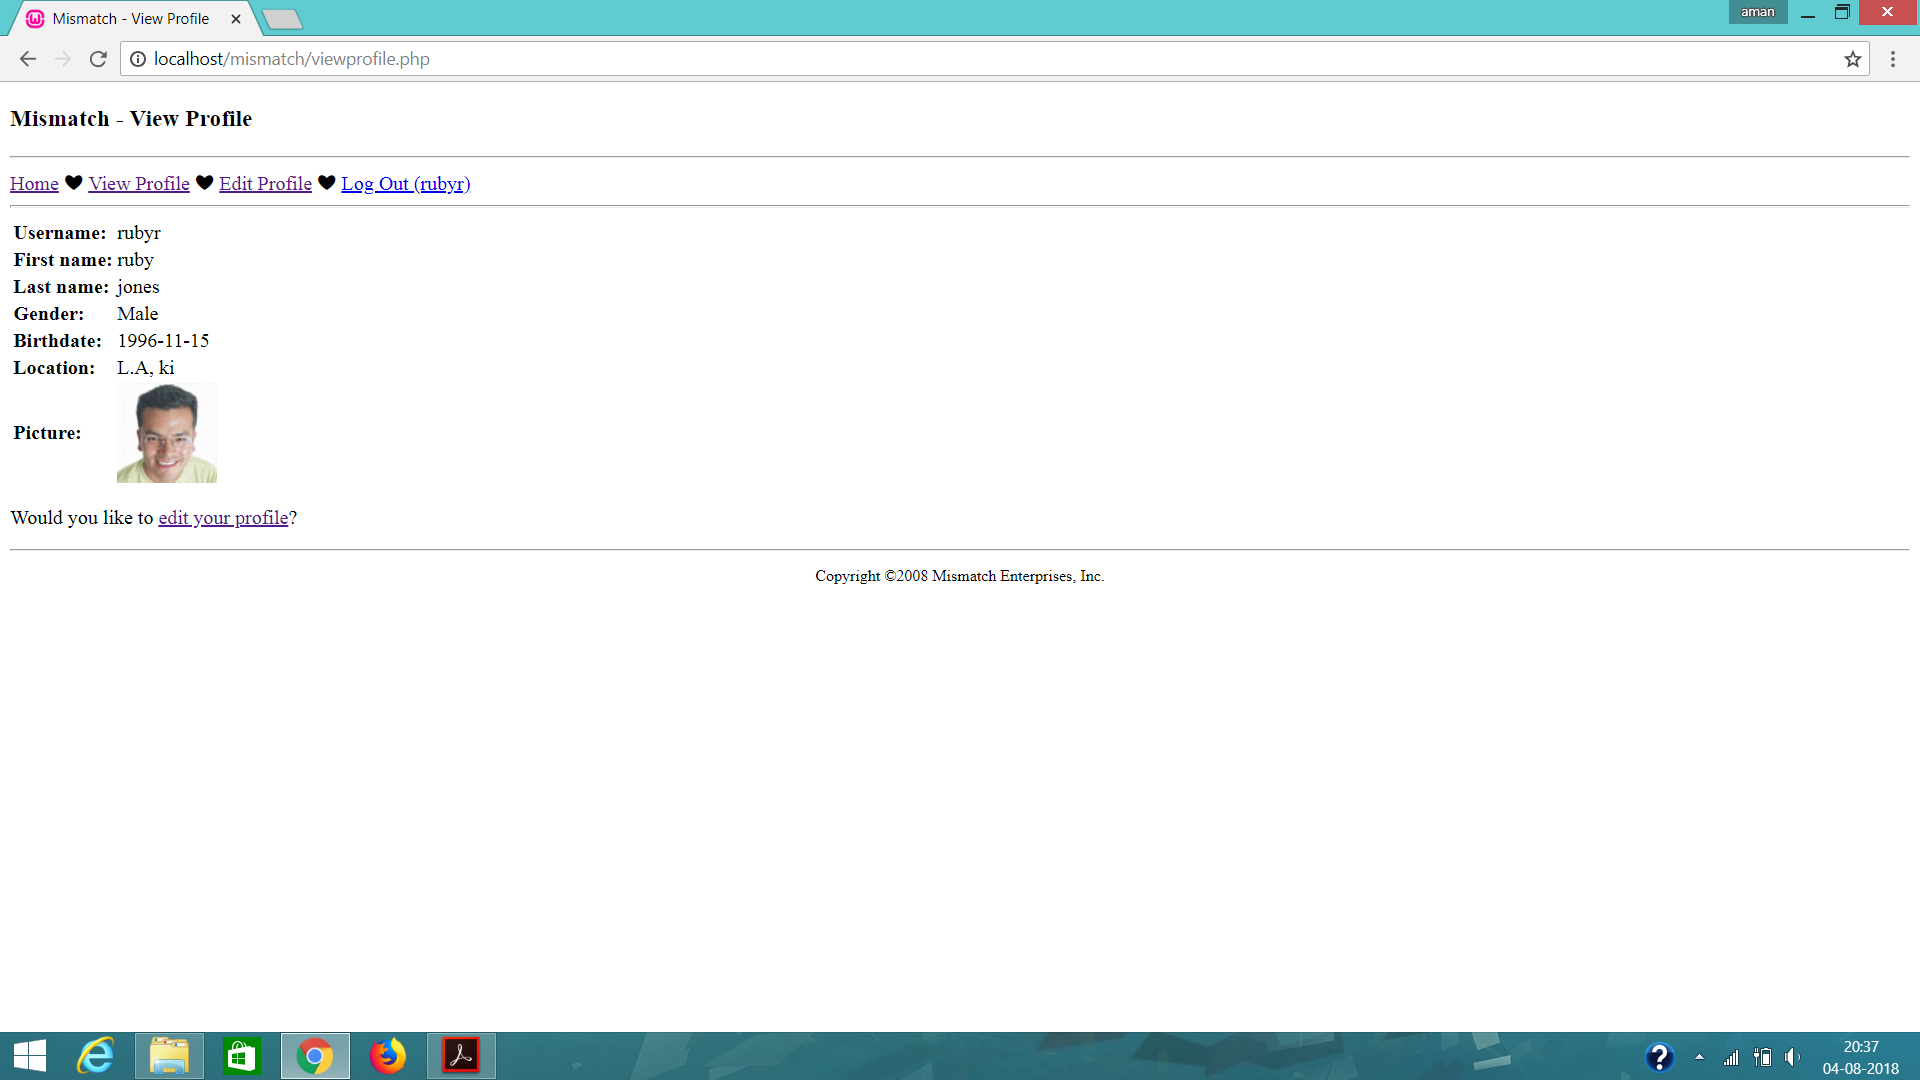 Mismatch - View Profile
aman
localhost/mismatch/viewprofile.php
Mismatch - View Profile
Home ♥ View Profile ♥ Edit Profile ♥ Log Out (rubyr)
Username: rubyr
First name: ruby
Last name: jones
Gender: Male
Birthdate: 1996-11-15
Location: L.A, ki
Picture:
Would you like to edit your profile?
Copyright ©2008 Mismatch Enterprises, Inc.
20:37
04-08-2018